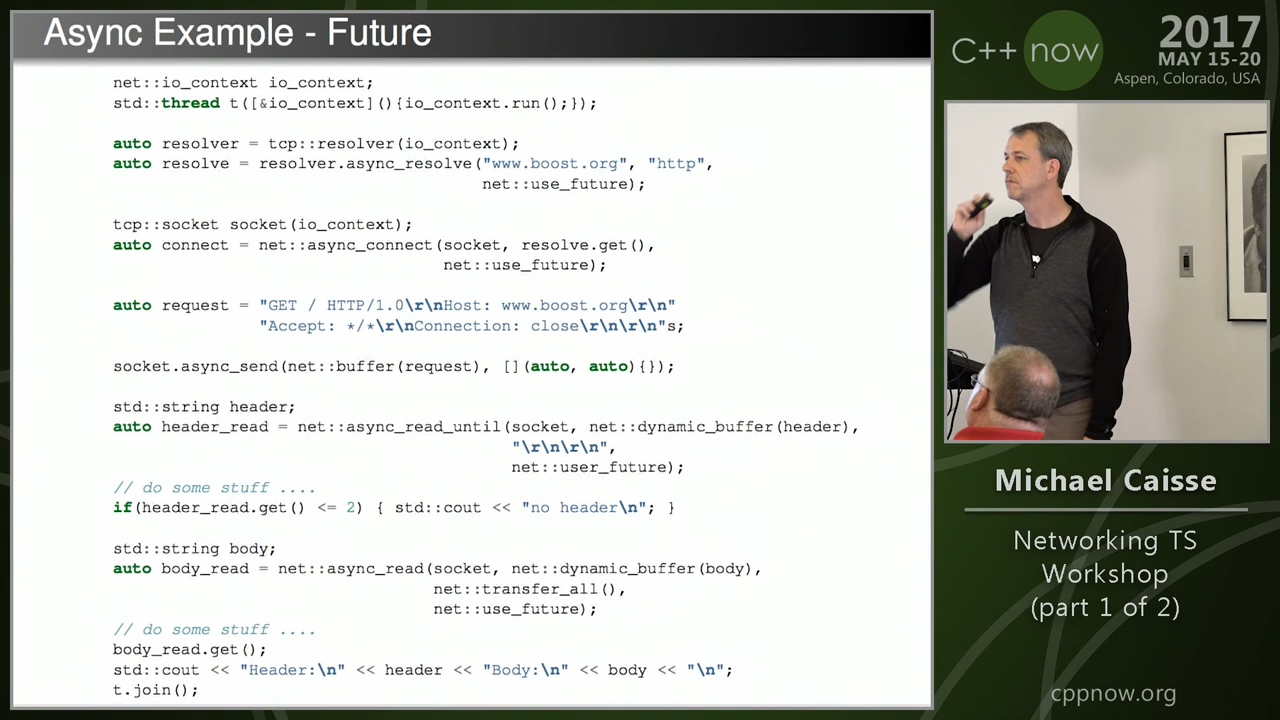 Async Example - Future
net::io_context io_context;
std::thread t([&io_context](){io_context.run();});
auto resolver = tcp::resolver(io_context);
auto resolve = resolver.async_resolve("www.boost.org", "http",
net::use_future);
tcp::socket socket(io_context);
auto connect = net::async_connect(socket, resolve.get(),
net::use_future);
auto request = "GET / HTTP/1.0\r\nHost: www.boost.org\r\n"
"Accept: */*\r\nConnection: close\r\n\r\n"s;
socket.async_send(net::buffer(request), [](auto, auto){});
std::string header;
auto header_read = net::async_read_until(socket, net::dynamic_buffer(header),
"\r\n\r\n",
net::user_future);
// do some stuff ....
if(header_read.get() <= 2) { std::cout << "no header\n"; }
std::string body;
auto body_read = net::async_read(socket, net::dynamic_buffer(body),
net::transfer_all(),
net::use_future);
// do some stuff ....
body_read.get();
std::cout << "Header:\n" << header << "Body:\n" << body << "\n";
t.join();
C++ now
2017
MAY 15-20
Aspen, Colorado, USA
Michael Caisse
Networking TS
Workshop
(part 1 of 2)
cppnow.org